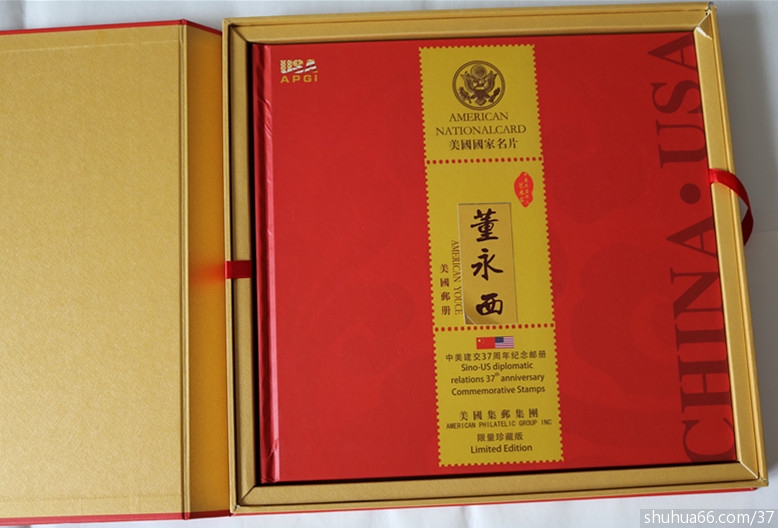 USA
APGI
AMERICAN
NATIONALCARD
美國國家名片
董永西
AMERICAN YOUCE
美國郵册
中美建交37周年纪念邮册
Sino-US diplomatic
relations 37th anniversary
Commemorative Stamps
美國集郵集團
AMERICAN PHILATELIC GROUP INC
限量珍藏版
Limited Edition
CHINA•USA
shuhua66.com/37